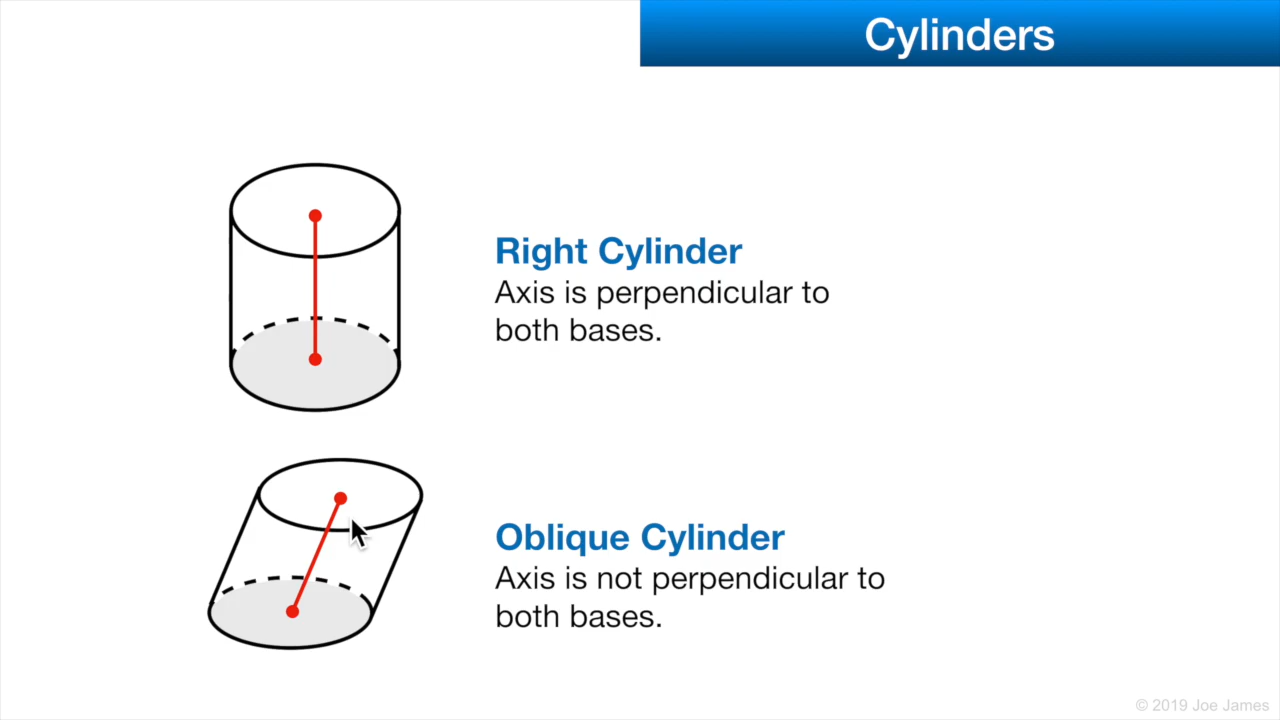 Cylinders
Right Cylinder
Axis is perpendicular to
both bases.
Oblique Cylinder
Axis is not perpendicular to
both bases.
© 2019 Joe James